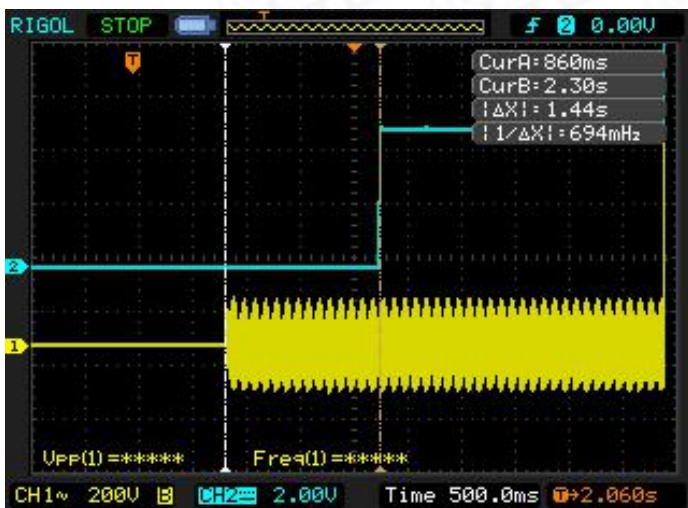 RIGOL STOP T f 2 0.00V
T
CurA=860ms
CurB=2.30s
|ΔX|=1.44s
|1/ΔX|=694mHz
2
1
Vpp(1)=***** Freq(1)=*****
CH1~ 200V B CH2 2.00V Time 500.0ms T→2.060s